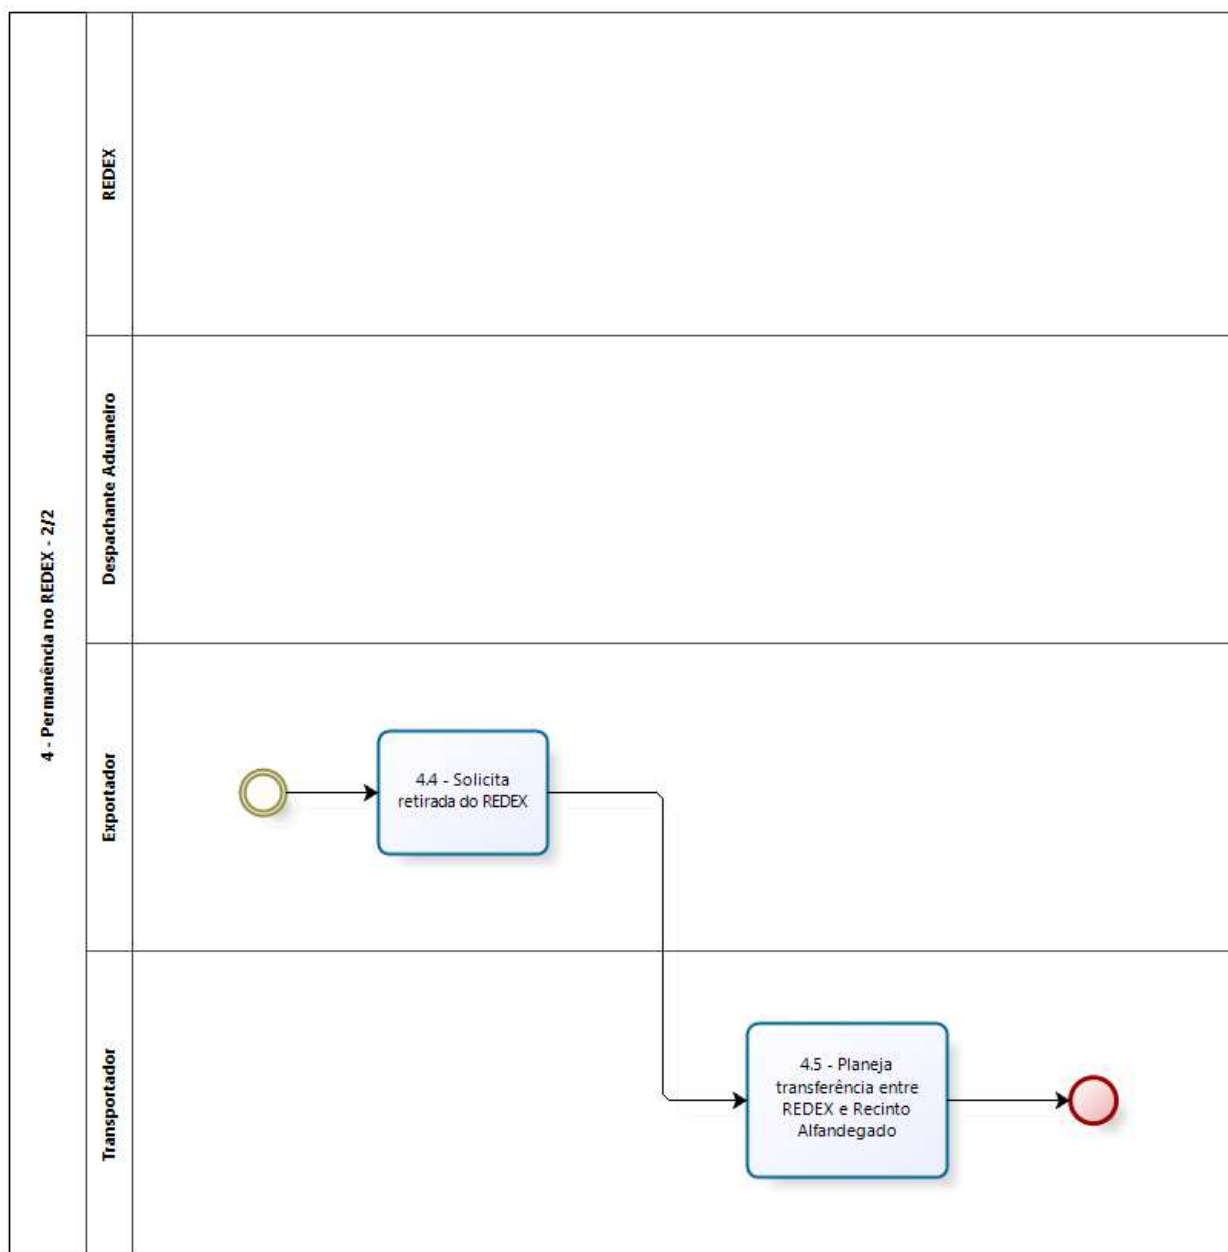 4 - Permanência no REDEX - 2/2
REDEX
Despachante Aduaneiro
Exportador
4.4 - Solicita
retirada do REDEX
Transportador
4.5 - Planeja
transferência entre
REDEX e Recinto
Alfandegado